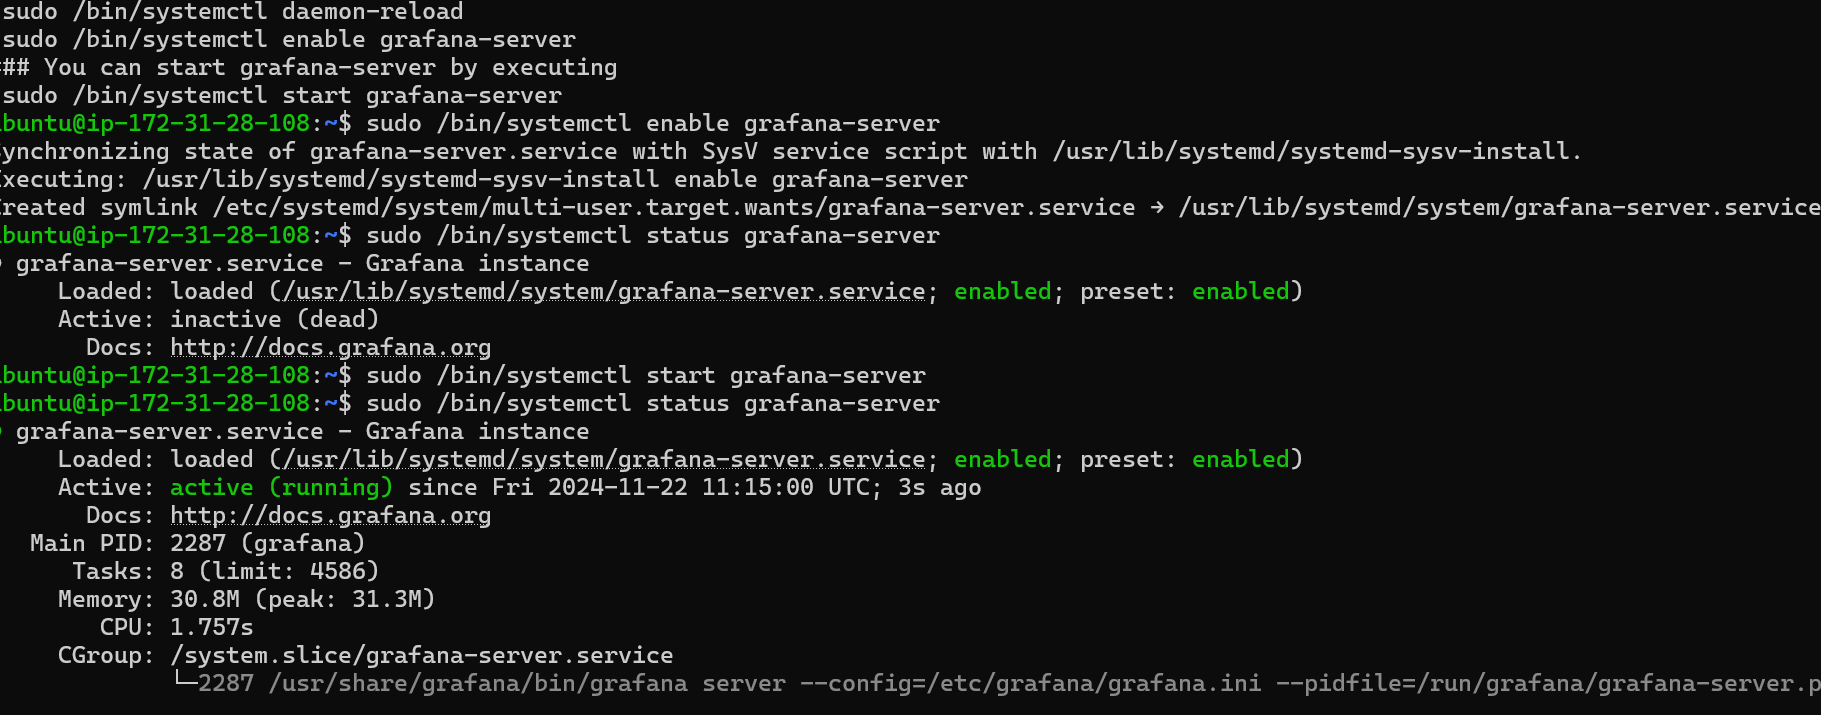 sudo /bin/systemctl daemon-reload
sudo /bin/systemctl enable grafana-server
## You can start grafana-server by executing
sudo /bin/systemctl start grafana-server
buntu@ip-172-31-28-108:~$ sudo /bin/systemctl enable grafana-server
ynchronizing state of grafana-server.service with SysV service script with /usr/lib/systemd/systemd-sysv-install.
xecuting: /usr/lib/systemd/systemd-sysv-install enable grafana-server
reated symlink /etc/systemd/system/multi-user.target.wants/grafana-server.service → /usr/lib/systemd/system/grafana-server.service
buntu@ip-172-31-28-108:~$ sudo /bin/systemctl status grafana-server
grafana-server.service - Grafana instance
Loaded: loaded (/usr/lib/systemd/system/grafana-server.service; enabled; preset: enabled)
Active: inactive (dead)
Docs: http://docs.grafana.org
buntu@ip-172-31-28-108:~$ sudo /bin/systemctl start grafana-server
buntu@ip-172-31-28-108:~$ sudo /bin/systemctl status grafana-server
grafana-server.service - Grafana instance
Loaded: loaded (/usr/lib/systemd/system/grafana-server.service; enabled; preset: enabled)
Active: active (running) since Fri 2024-11-22 11:15:00 UTC; 3s ago
Docs: http://docs.grafana.org
Main PID: 2287 (grafana)
Tasks: 8 (limit: 4586)
Memory: 30.8M (peak: 31.3M)
CPU: 1.757s
CGroup: /system.slice/grafana-server.service
└─2287 /usr/share/grafana/bin/grafana server --config=/etc/grafana/grafana.ini --pidfile=/run/grafana/grafana-server.p